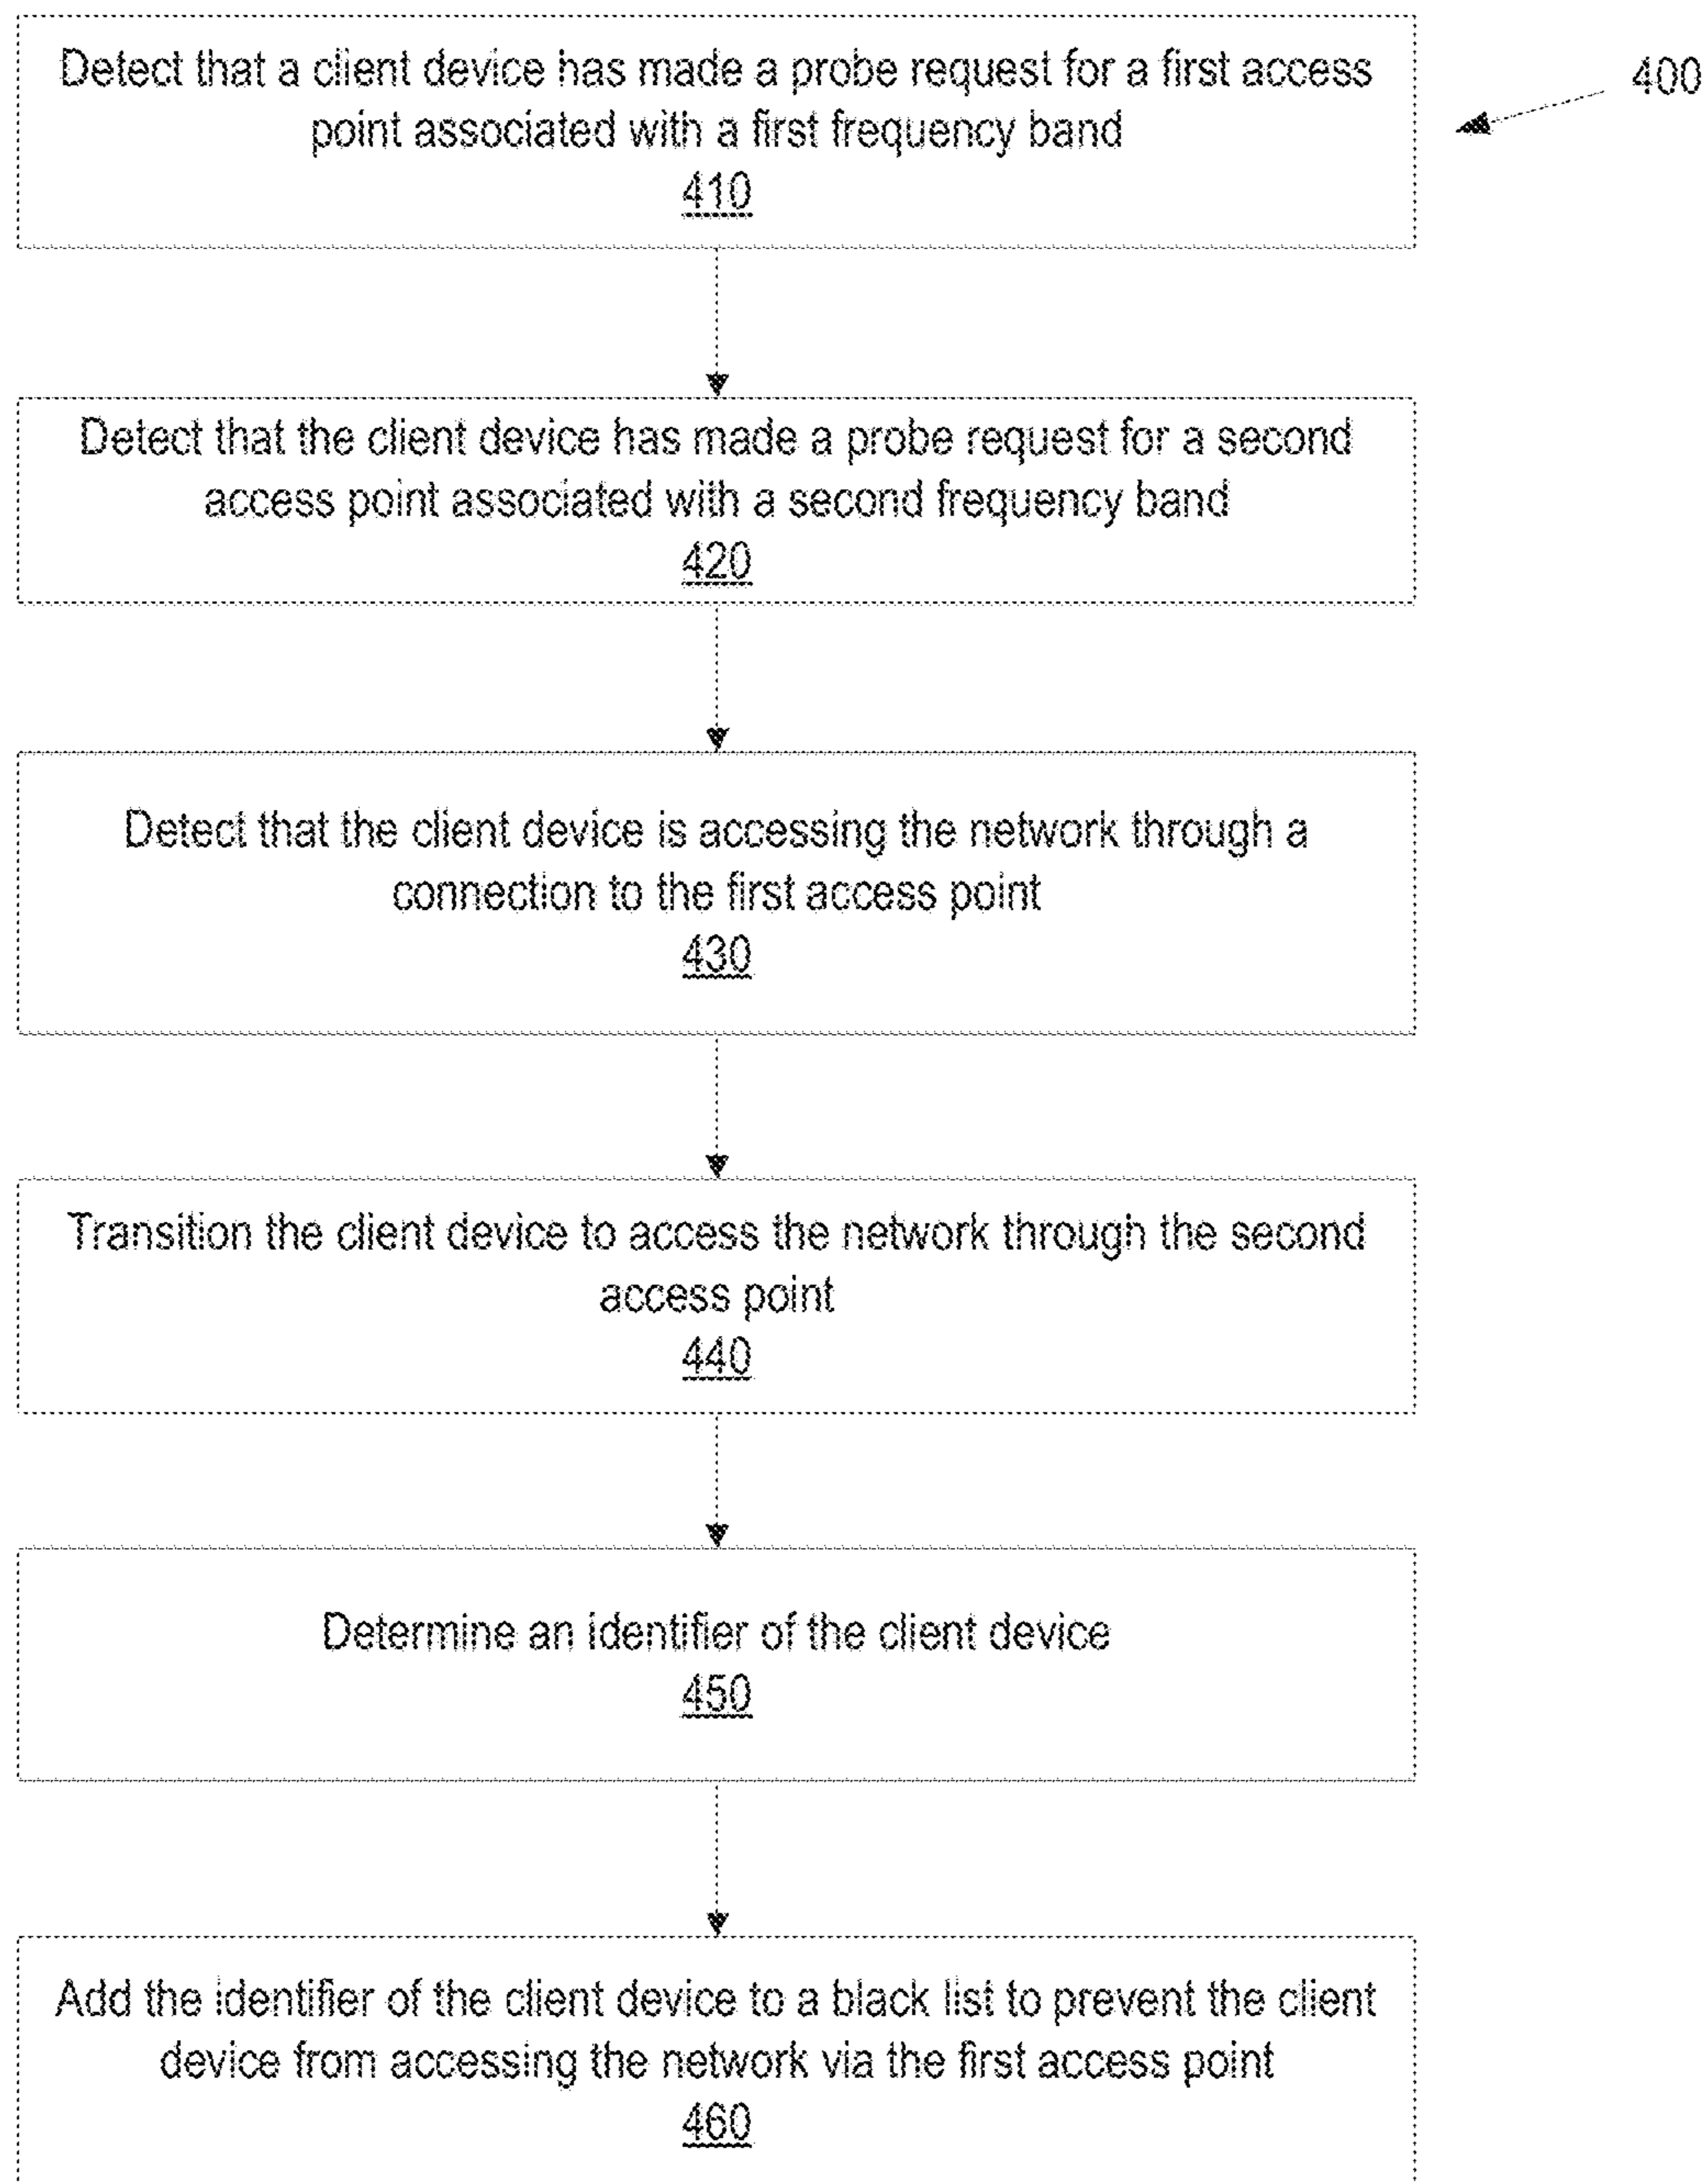 Detect that a client device has made a probe request for a first access
point associated with a first frequency band
410
400
Detect that the client device has made a probe request for a second
access point associated with a second frequency band
420
Detect that the client device is accessing the network through a
connection to the first access point
430
Transition the client device to access the network through the second
access point
440
Determine an identifier of the client device
450
Add the identifier of the client device to a black list to prevent the client
device from accessing the network via the first access point
460